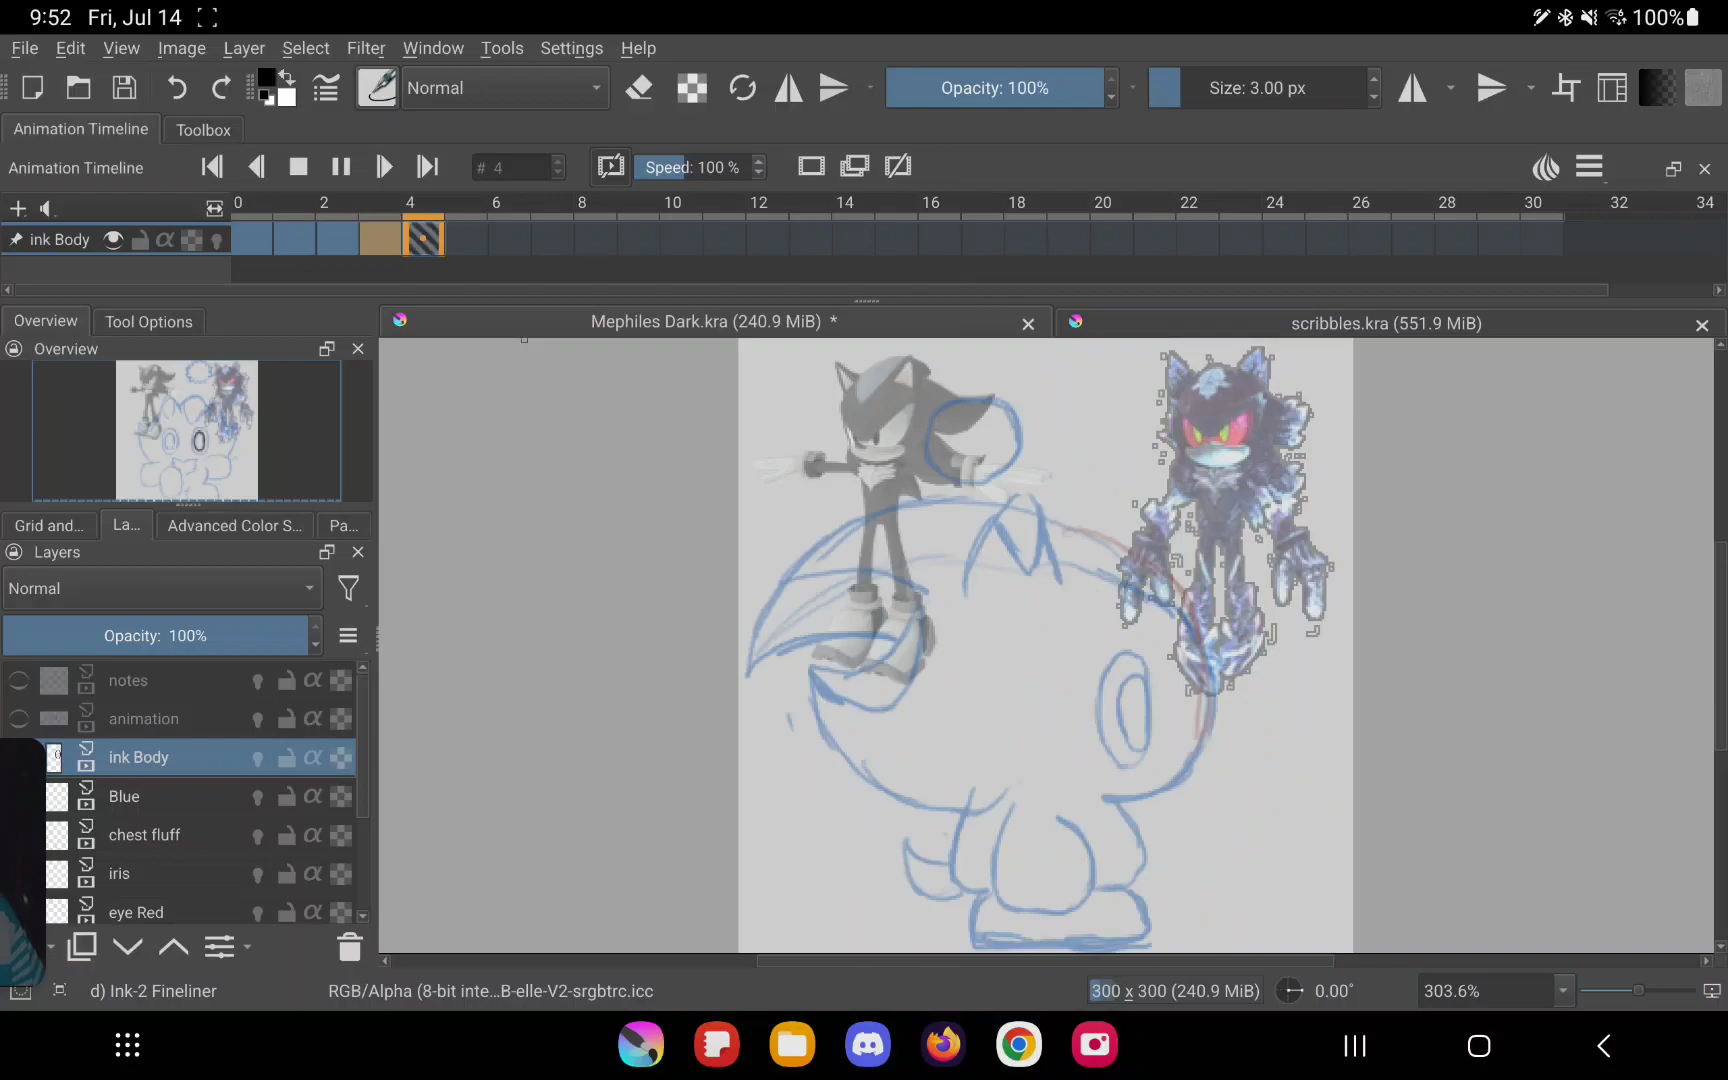 9:52 Fri, Jul 14 100%
File Edit View Image Layer Select Filter Window Tools Settings Help
Normal Opacity: 100% Size: 3.00 px
Animation Timeline Toolbox
Animation Timeline # 4 Speed: 100 %
0 2 4 6 8 10 12 14 16 18 20 22 24 26 28 30 32 34
ink Body
Overview Tool Options Mephiles Dark.kra (240.9 MiB) * scribbles.kra (551.9 MiB)
Overview
Grid and... La... Advanced Color S... Pa...
Layers
Normal
Opacity: 100%
notes
animation
ink Body
Blue
chest fluff
iris
eye Red
d) Ink-2 Fineliner RGB/Alpha (8-bit inte...B-elle-V2-srgbtrc.icc 300 x 300 (240.9 MiB) 0.00° 303.6%